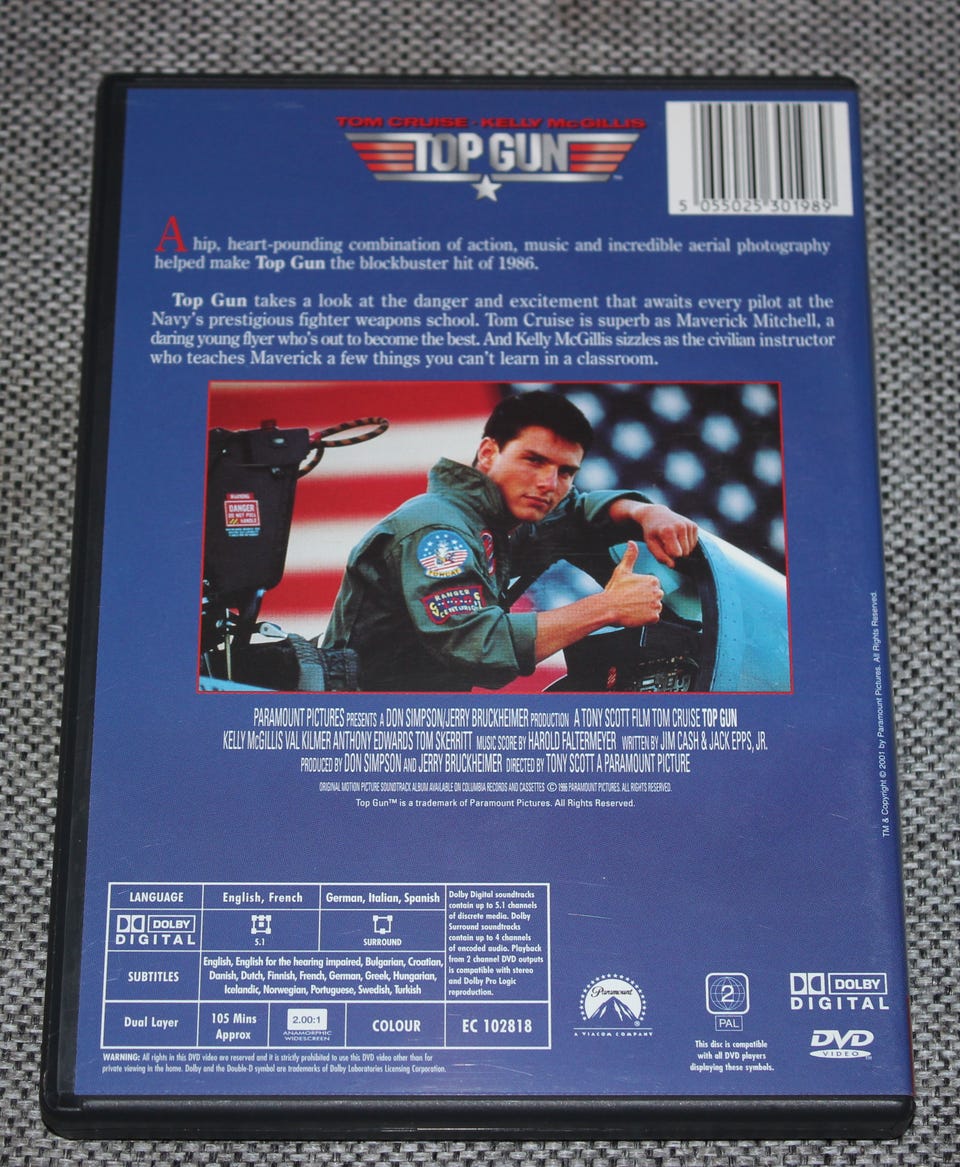 TOM CRUISE · KELLY McGILLIS
TOP GUN
5 055025 301989
A hip, heart-pounding combination of action, music and incredible aerial photography
helped make Top Gun the blockbuster hit of 1986.
Top Gun takes a look at the danger and excitement that awaits every pilot at the
Navy's prestigious fighter weapons school. Tom Cruise is superb as Maverick Mitchell, a
daring young flyer who's out to become the best. And Kelly McGillis sizzles as the civilian instructor
who teaches Maverick a few things you can't learn in a classroom.
WARNING
DANGER
DO NOT PULL
HANDLE
TOMCAT
RANGER
PARAMOUNT PICTURES PRESENTS A DON SIMPSON/JERRY BRUCKHEIMER PRODUCTION A TONY SCOTT FILM TOM CRUISE TOP GUN
KELLY McGILLIS VAL KILMER ANTHONY EDWARDS TOM SKERRITT MUSIC SCORE BY HAROLD FALTERMEYER WRITTEN BY JIM CASH & JACK EPPS, JR.
PRODUCED BY DON SIMPSON AND JERRY BRUCKHEIMER DIRECTED BY TONY SCOTT A PARAMOUNT PICTURE
ORIGINAL MOTION PICTURE SOUNDTRACK ALBUM AVAILABLE ON COLUMBIA RECORDS AND CASSETTES © 1986 PARAMOUNT PICTURES. ALL RIGHTS RESERVED.
Top Gun™ is a trademark of Paramount Pictures. All Rights Reserved.
TM & Copyright © 2001 by Paramount Pictures. All Rights Reserved.
LANGUAGE
English, French
German, Italian, Spanish
DOLBY
DIGITAL
5.1
SURROUND
SUBTITLES
English, English for the hearing impaired, Bulgarian, Croatian,
Danish, Dutch, Finnish, French, German, Greek, Hungarian,
Icelandic, Norwegian, Portuguese, Swedish, Turkish
Dolby Digital soundtracks
contain up to 5.1 channels
of discrete media. Dolby
Surround soundtracks
contain up to 4 channels
of encoded audio. Playback
from 2 channel DVD outputs
is compatible with stereo
and Dolby Pro Logic
reproduction.
Dual Layer
105 Mins
Approx
2.00:1
ANAMORPHIC
WIDESCREEN
COLOUR
EC 102818
WARNING: All rights in this DVD video are reserved and it is strictly prohibited to use this DVD video other than for
private viewing in the home. Dolby and the Double-D symbol are trademarks of Dolby Laboratories Licensing Corporation.
Paramount
A VIACOM COMPANY
2
PAL
This disc is compatible
with all DVD players
displaying these symbols.
DOLBY
DIGITAL
DVD
VIDEO